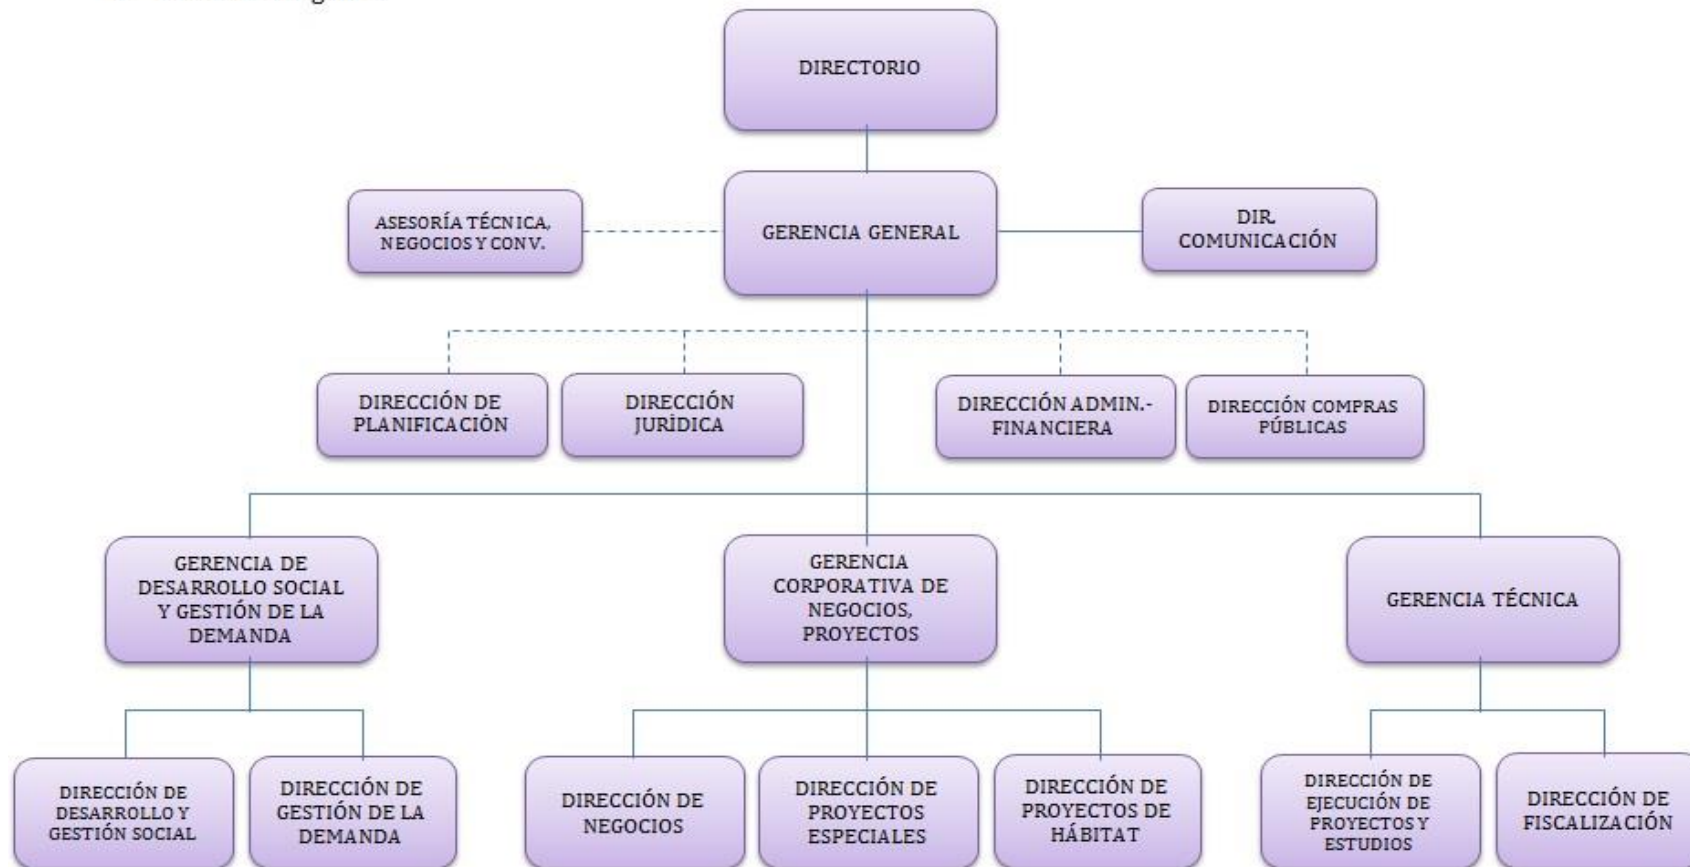 DIRECTORIO
ASESORÍA TÉCNICA,
NEGOCIOS Y CONV.
GERENCIA GENERAL
DIR.
COMUNICACIÓN
DIRECCIÓN DE
PLANIFICACIÓN
DIRECCIÓN
JURÍDICA
DIRECCIÓN ADMIN.-
FINANCIERA
DIRECCIÓN COMPRAS
PÚBLICAS
GERENCIA DE
DESARROLLO SOCIAL
Y GESTIÓN DE LA
DEMANDA
GERENCIA
CORPORATIVA DE
NEGOCIOS,
PROYECTOS
GERENCIA TÉCNICA
DIRECCIÓN DE
DESARROLLO Y
GESTIÓN SOCIAL
DIRECCIÓN DE
GESTIÓN DE LA
DEMANDA
DIRECCIÓN DE
NEGOCIOS
DIRECCIÓN DE
PROYECTOS
ESPECIALES
DIRECCIÓN DE
PROYECTOS DE
HÁBITAT
DIRECCIÓN DE
EJECUCIÓN DE
PROYECTOS Y
ESTUDIOS
DIRECCIÓN DE
FISCALIZACIÓN